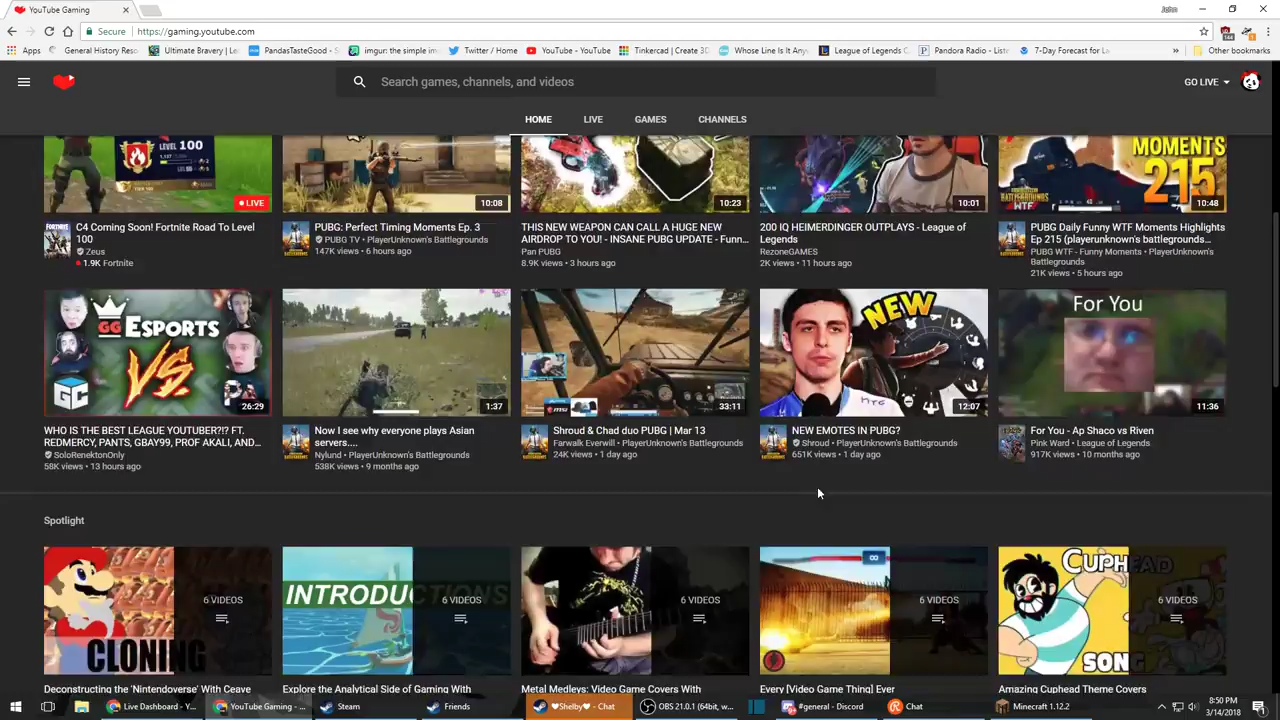 YouTube Gaming
John
Secure
https://gaming.youtube.com
Apps
General History Reso
Ultimate Bravery | Le
PandasTasteGood - S
imgur: the simple im
Twitter / Home
YouTube - YouTube
Tinkercad | Create 3D
Whose Line Is It Any
League of Legends C
Pandora Radio - Liste
7-Day Forecast for La
»
Other bookmarks
Search games, channels, and videos
GO LIVE
HOME
LIVE
GAMES
CHANNELS
LEVEL 100
LIVE
10:08
10:23
10:01
MOMENTS
215
10:48
C4 Coming Soon! Fortnite Road To Level
100
Zeus
1.9K Fortnite
PUBG: Perfect Timing Moments Ep. 3
PUBG TV • PlayerUnknown's Battlegrounds
147K views • 6 hours ago
THIS NEW WEAPON CAN CALL A HUGE NEW
AIRDROP TO YOU! - INSANE PUBG UPDATE - Funn...
Pan PUBG
8.9K views • 3 hours ago
200 IQ HEIMERDINGER OUTPLAYS - League of
Legends
RezoneGAMES
2K views • 11 hours ago
PUBG Daily Funny WTF Moments Highlights
Ep 215 (playerunknown's battlegrounds...
PUBG WTF - Funny Moments • PlayerUnknown's
Battlegrounds
21K views • 5 hours ago
GG ESPORTS
VS
GC
26:29
1:37
33:11
NEW
HTC
12:07
For You
11:36
WHO IS THE BEST LEAGUE YOUTUBER?!? FT.
REDMERCY, PANTS, GBAY99, PROF AKALI, AND...
SoloRenektonOnly
58K views • 13 hours ago
Now I see why everyone plays Asian
servers....
Nylund • PlayerUnknown's Battlegrounds
538K views • 9 months ago
Shroud & Chad duo PUBG | Mar 13
Farwalk Everwill • PlayerUnknown's Battlegrounds
24K views • 1 day ago
NEW EMOTES IN PUBG?
Shroud • PlayerUnknown's Battlegrounds
651K views • 1 day ago
For You - Ap Shaco vs Riven
Pink Ward • League of Legends
917K views • 10 months ago
Spotlight
CLONING
6 VIDEOS
INTRODUCTIONS
6 VIDEOS
6 VIDEOS
6 VIDEOS
CUPHEAD
SONG
6 VIDEOS
Deconstructing the 'Nintendoverse' With Ceave
Explore the Analytical Side of Gaming With
Metal Medleys: Video Game Covers With
Every [Video Game Thing] Ever
Amazing Cuphead Theme Covers
Live Dashboard - Y...
YouTube Gaming - ...
Steam
Friends
♥Shelby♥ - Chat
OBS 21.0.1 (64bit, w...
#general - Discord
Chat
Minecraft 1.12.2
8:50 PM
3/14/2018